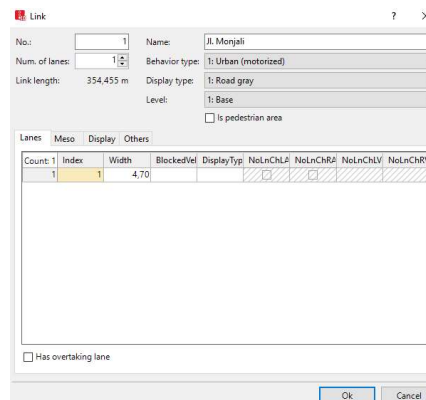 Link ?
No.: 1 Name: Jl. Monjali
Num. of lanes: 1 Behavior type: 1: Urban (motorized)
Link length: 354,455 m Display type: 1: Road gray
Level: 1: Base
Is pedestrian area
Lanes Meso Display Others
Count: 1 Index Width BlockedVel DisplayTyp NoLnChLA NoLnChRA NoLnChLV NoLnChRV
1 1 4,70
Has overtaking lane
Ok Cancel